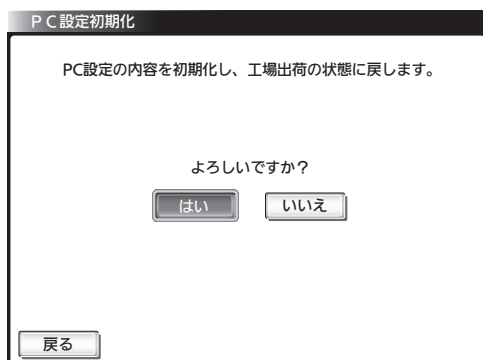 ＰＣ設定初期化
PC設定の内容を初期化し、工場出荷の状態に戻します。
よろしいですか？
はい
いいえ
戻る